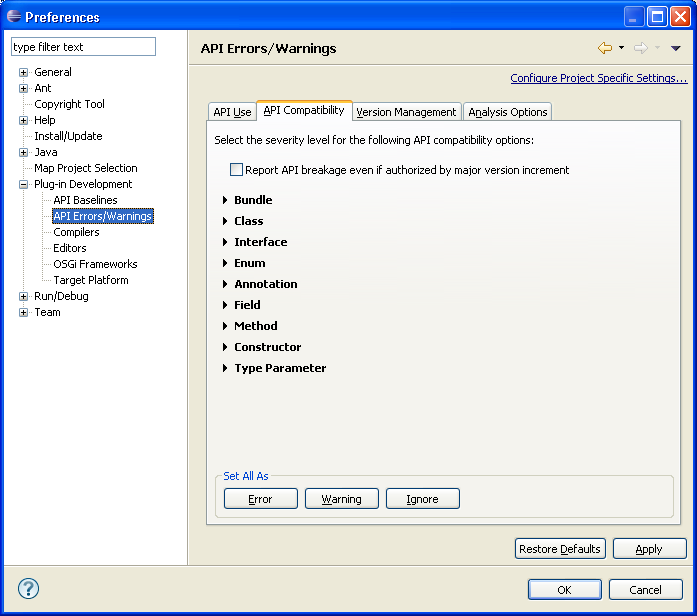 Preferences
type filter text
General
Ant
Copyright Tool
Help
Install/Update
Java
Map Project Selection
Plug-in Development
API Baselines
API Errors/Warnings
Compilers
Editors
OSGi Frameworks
Target Platform
Run/Debug
Team
API Errors/Warnings
Configure Project Specific Settings...
API Use API Compatibility Version Management Analysis Options
Select the severity level for the following API compatibility options:
Report API breakage even if authorized by major version increment
Bundle
Class
Interface
Enum
Annotation
Field
Method
Constructor
Type Parameter
Set All As
Error Warning Ignore
Restore Defaults Apply
? OK Cancel